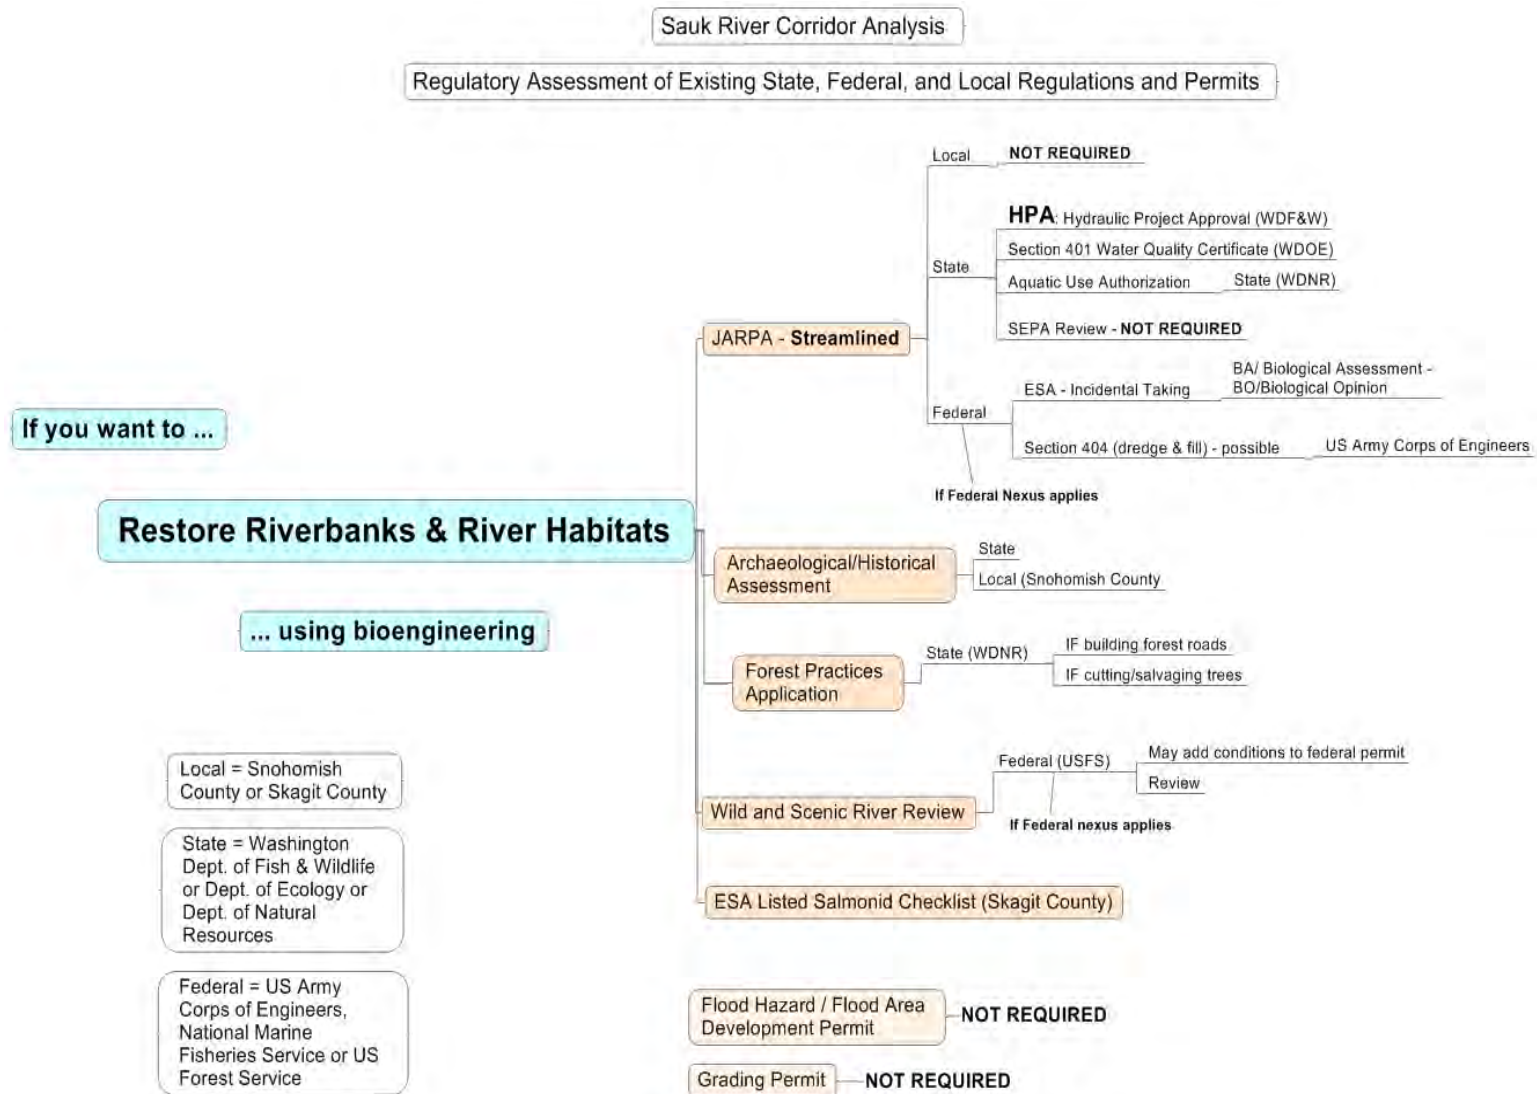 Sauk River Corridor Analysis
Regulatory Assessment of Existing State, Federal, and Local Regulations and Permits
If you want to ...
Restore Riverbanks & River Habitats
... using bioengineering
JARPA - Streamlined
Local
NOT REQUIRED
State
HPA: Hydraulic Project Approval (WDF&W)
Section 401 Water Quality Certificate (WDOE)
Aquatic Use Authorization
State (WDNR)
SEPA Review - NOT REQUIRED
Federal
ESA - Incidental Taking
BA/ Biological Assessment -
BO/Biological Opinion
Section 404 (dredge & fill) - possible
US Army Corps of Engineers
If Federal Nexus applies
Archaeological/Historical
Assessment
State
Local (Snohomish County
Forest Practices
Application
State (WDNR)
IF building forest roads
IF cutting/salvaging trees
Wild and Scenic River Review
Federal (USFS)
May add conditions to federal permit
Review
If Federal nexus applies
ESA Listed Salmonid Checklist (Skagit County)
Flood Hazard / Flood Area
Development Permit
NOT REQUIRED
Grading Permit
NOT REQUIRED
Local = Snohomish
County or Skagit County
State = Washington
Dept. of Fish & Wildlife
or Dept. of Ecology or
Dept. of Natural
Resources
Federal = US Army
Corps of Engineers,
National Marine
Fisheries Service or US
Forest Service